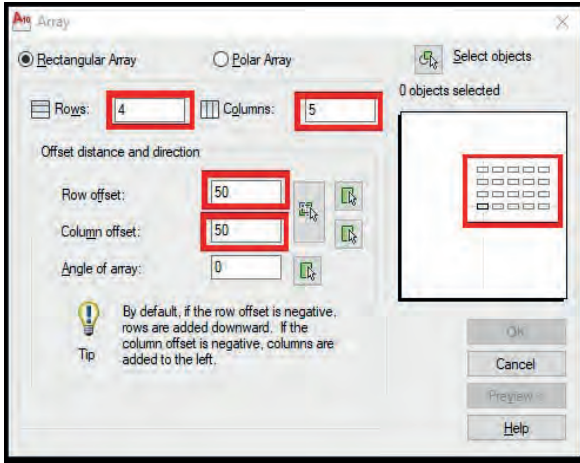 A10 Array
Rectangular Array Polar Array Select objects
0 objects selected
Rows: 4 Columns: 5
Offset distance and direction
Row offset: 50
Column offset: 50
Angle of array: 0
By default, if the row offset is negative,
rows are added downward. If the
column offset is negative, columns are
added to the left.
Tip
OK
Cancel
Preview <
Help